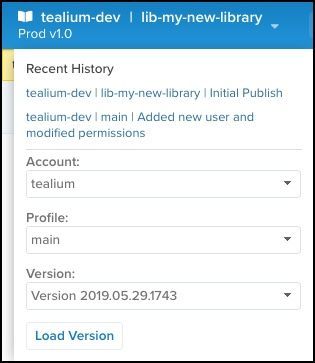 tealium-dev | lib-my-new-library
Prod v1.0
Recent History
tealium-dev | lib-my-new-library | Initial Publish
tealium-dev | main | Added new user and
modified permissions
Account:
tealium
Profile:
main
Version:
Version 2019.05.29.1743
Load Version